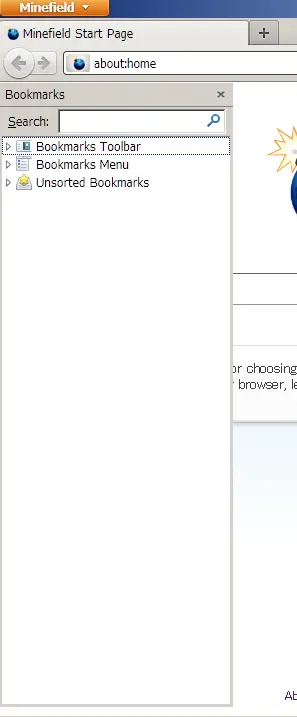 Minefield
Minefield Start Page
about:home
Bookmarks
Search:
Bookmarks Toolbar
Bookmarks Menu
Unsorted Bookmarks
or choosing
browser, le
Ab